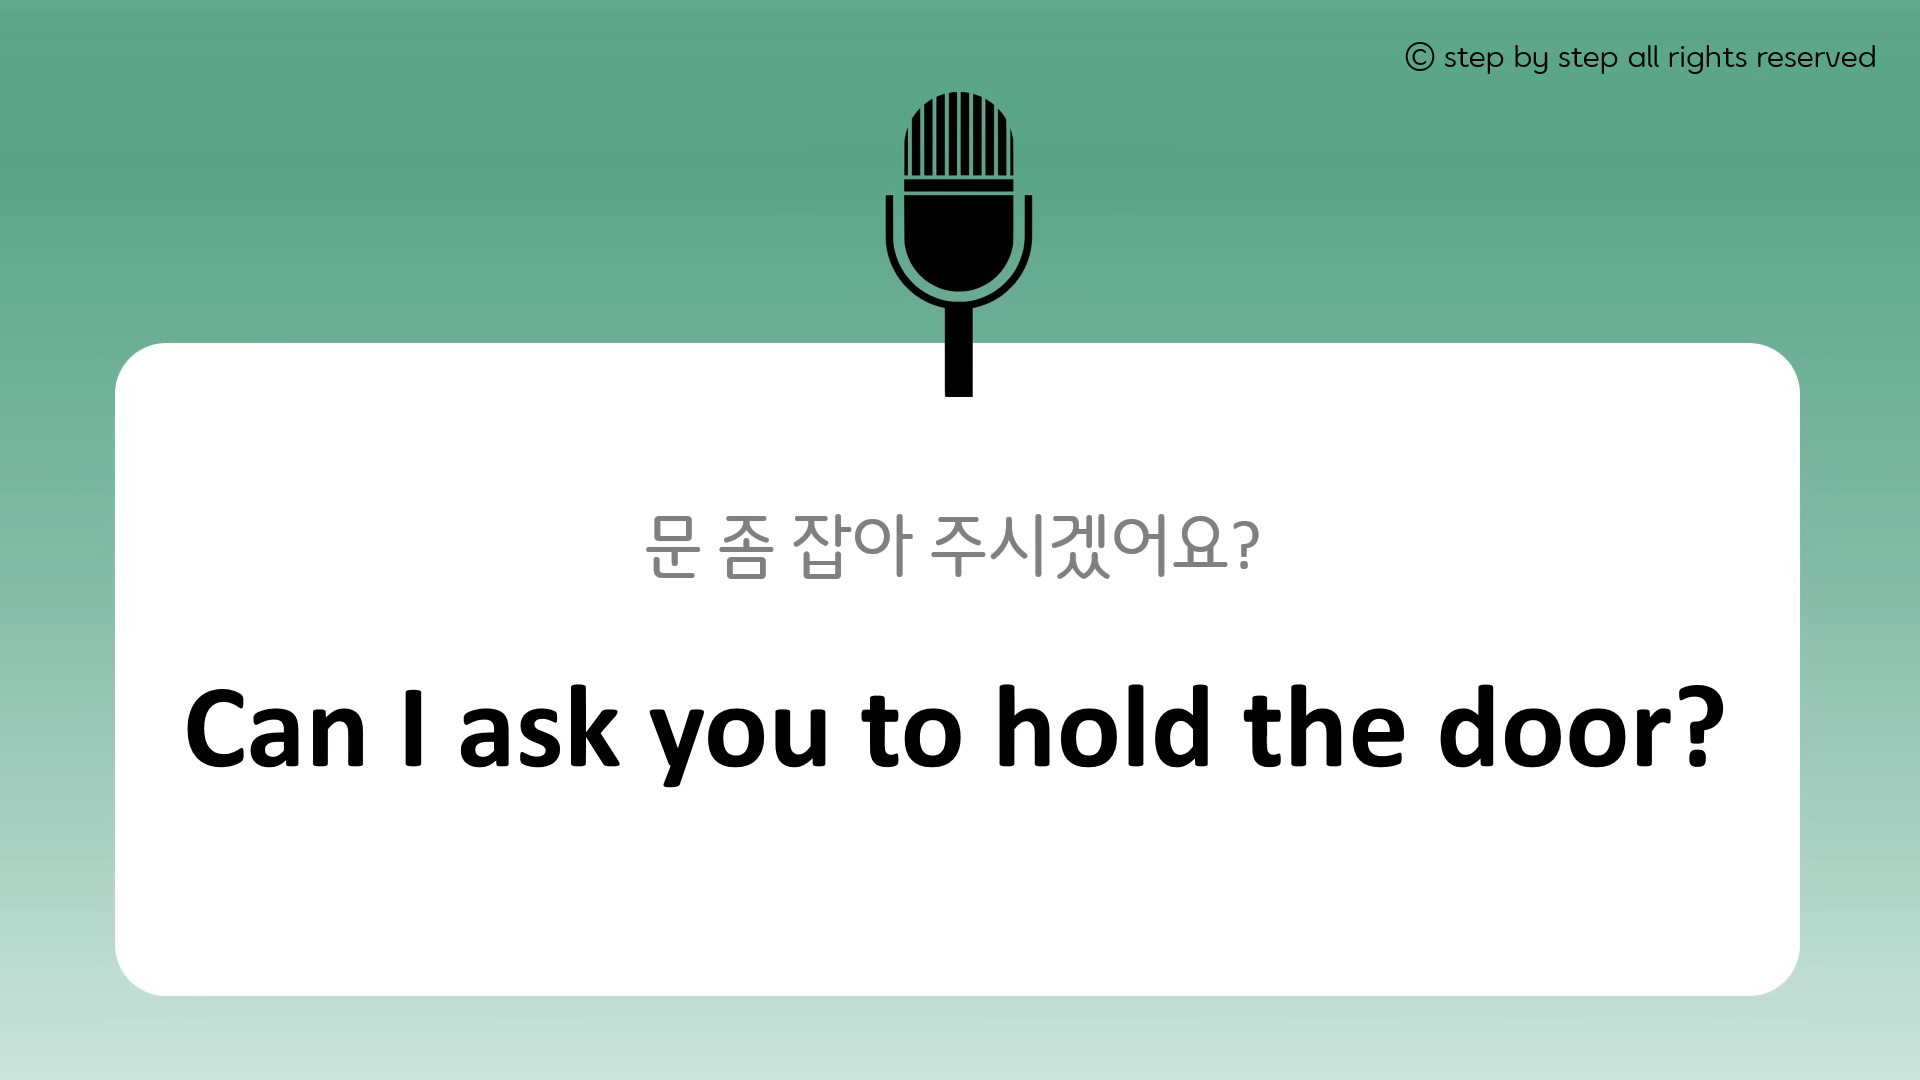 © step by step all rights reserved
문 좀 잡아 주시겠어요?
Can I ask you to hold the door?